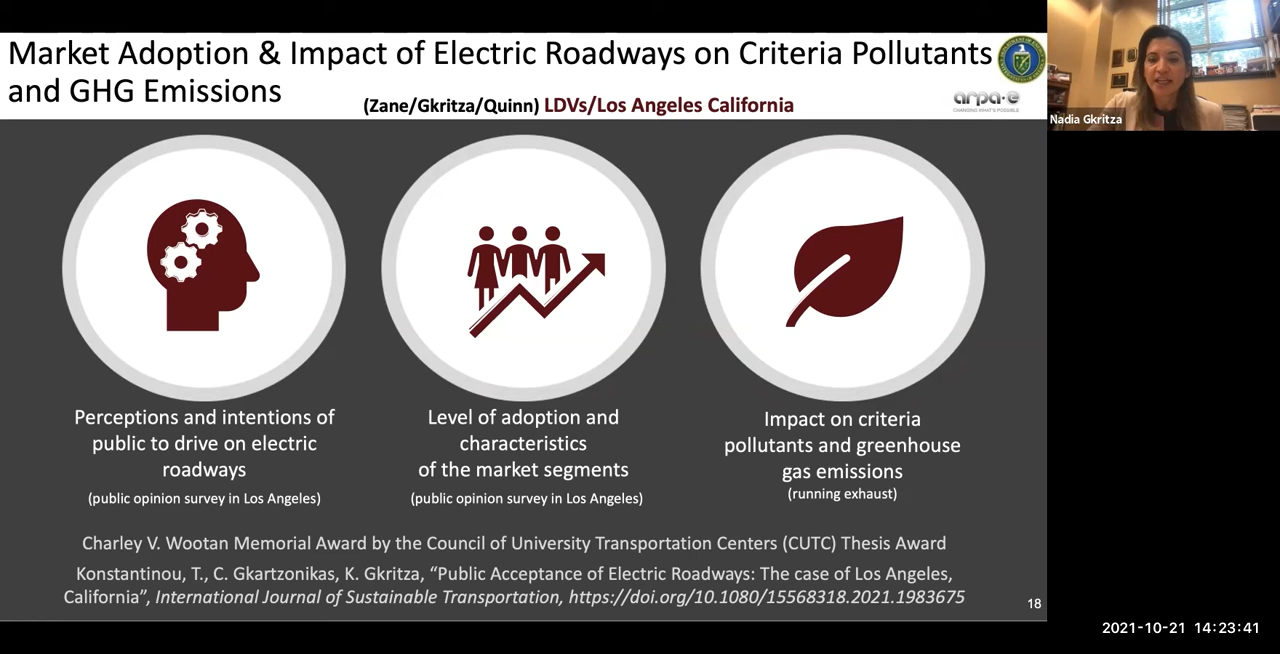 Market Adoption & Impact of Electric Roadways on Criteria Pollutants
and GHG Emissions
(Zane/Gkritza/Quinn) LDVs/Los Angeles California
arpa·e
CHANGING WHAT'S POSSIBLE
Nadia Gkritza
Perceptions and intentions of
public to drive on electric
roadways
(public opinion survey in Los Angeles)
Level of adoption and
characteristics
of the market segments
(public opinion survey in Los Angeles)
Impact on criteria
pollutants and greenhouse
gas emissions
(running exhaust)
Charley V. Wootan Memorial Award by the Council of University Transportation Centers (CUTC) Thesis Award
Konstantinou, T., C. Gkartzonikas, K. Gkritza, “Public Acceptance of Electric Roadways: The case of Los Angeles,
California”, International Journal of Sustainable Transportation, https://doi.org/10.1080/15568318.2021.1983675
18
2021-10-21 14:23:41